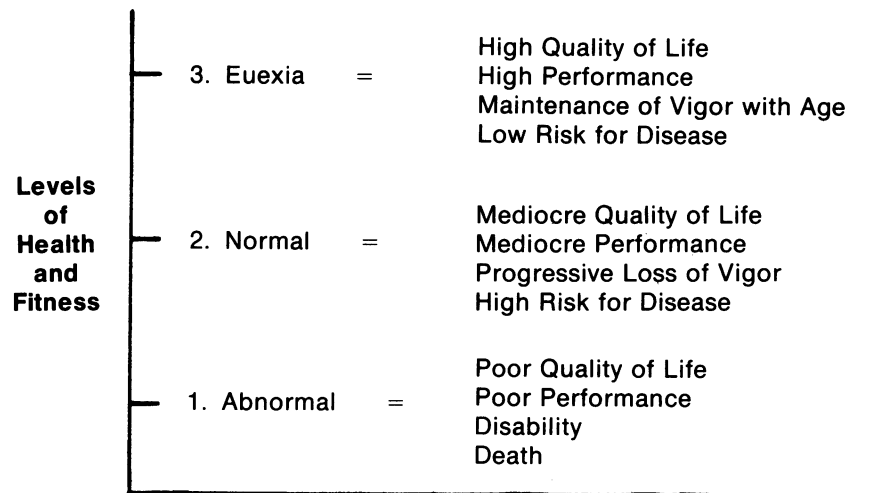 Levels
of
Health
and
Fitness
3. Euexia =
High Quality of Life
High Performance
Maintenance of Vigor with Age
Low Risk for Disease
2. Normal =
Mediocre Quality of Life
Mediocre Performance
Progressive Loss of Vigor
High Risk for Disease
1. Abnormal =
Poor Quality of Life
Poor Performance
Disability
Death